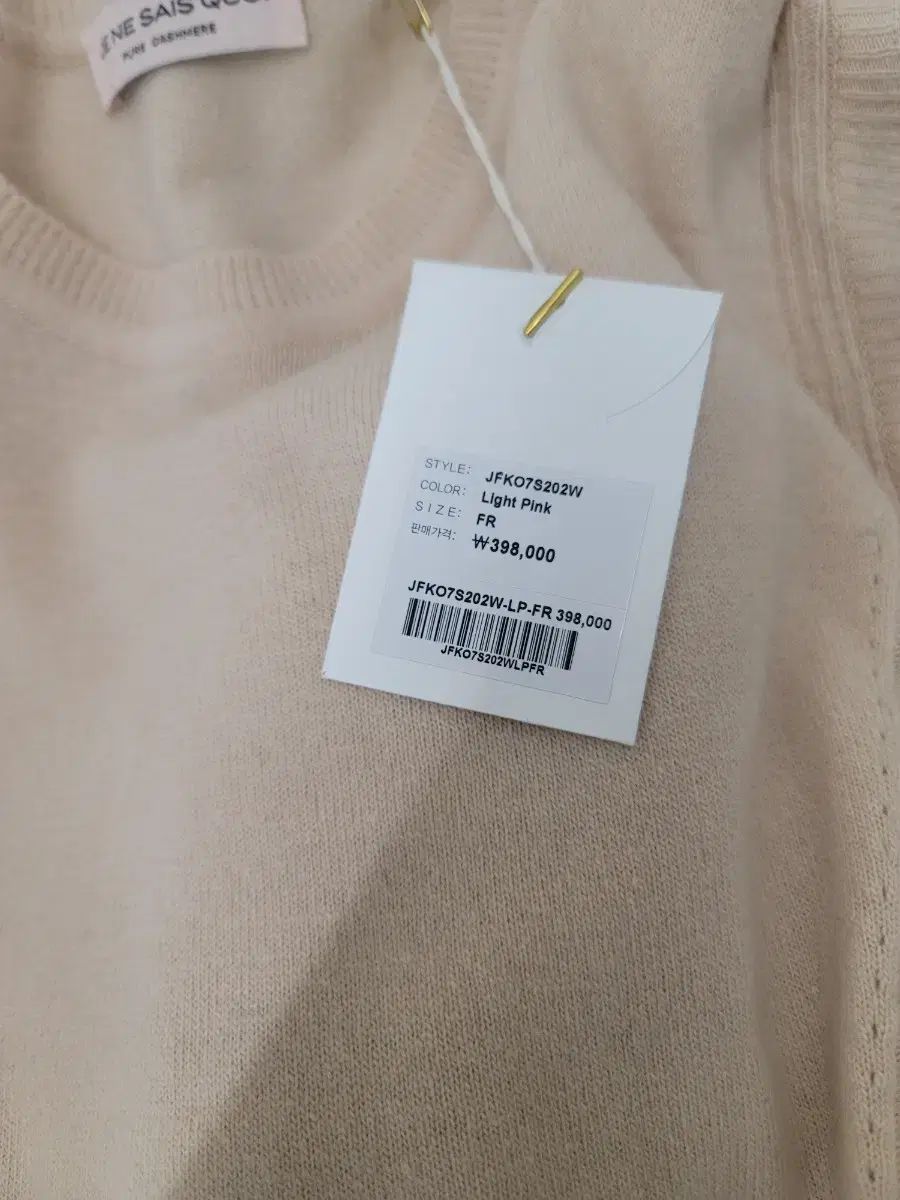 NE SAIS QUOI
PURE CASHMERE
STYLE: JFKO7S202W
COLOR: Light Pink
SIZE: FR
판매가격: ₩398,000
JFKO7S202W-LP-FR 398,000
JFKO7S202WLPFR